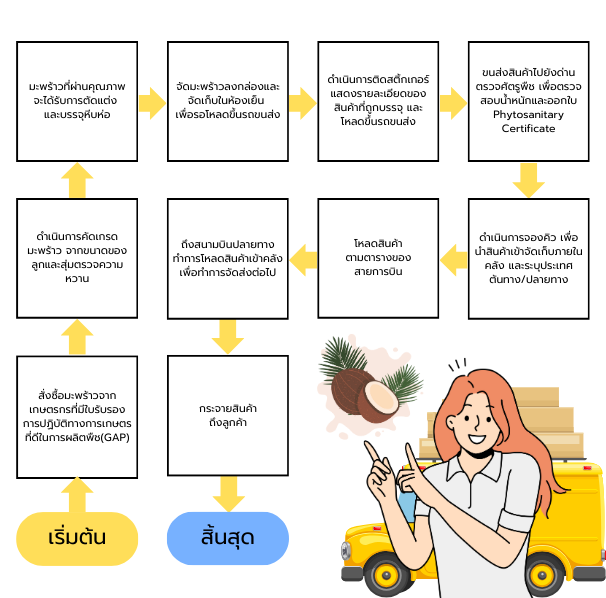 มะพร้าวที่ผ่านคุณภาพ
จะได้รับการตัดแต่ง
และบรรจุหีบห่อ
จัดมะพร้าวลงกล่องและ
จัดเก็บในห้องเย็น
เพื่อรอโหลดขึ้นรถขนส่ง
ดำเนินการติดสติ๊กเกอร์
แสดงรายละเอียดของ
สินค้าที่ถูกบรรจุ และ
โหลดขึ้นรถขนส่ง
ขนส่งสินค้าไปยังด่าน
ตรวจศัตรูพืช เพื่อตรวจ
สอบน้ำหนักและออกใบ
Phytosanitary
Certificate
ดำเนินการคัดเกรด
มะพร้าว จากขนาดของ
ลูกและสุ่มตรวจความ
หวาน
ถึงสนามบินปลายทาง
ทำการโหลดสินค้าเข้าคลัง
เพื่อทำการจัดส่งต่อไป
โหลดสินค้า
ตามตารางของ
สายการบิน
ดำเนินการจองคิว เพื่อ
นำสินค้าเข้าจัดเก็บภายใน
คลัง และระบุประเทศ
ต้นทาง/ปลายทาง
สั่งซื้อมะพร้าวจาก
เกษตรกรที่มีใบรับรอง
การปฏิบัติทางการเกษตร
ที่ดีในการผลิตพืช(GAP)
กระจายสินค้า
ถึงลูกค้า
เริ่มต้น
สิ้นสุด